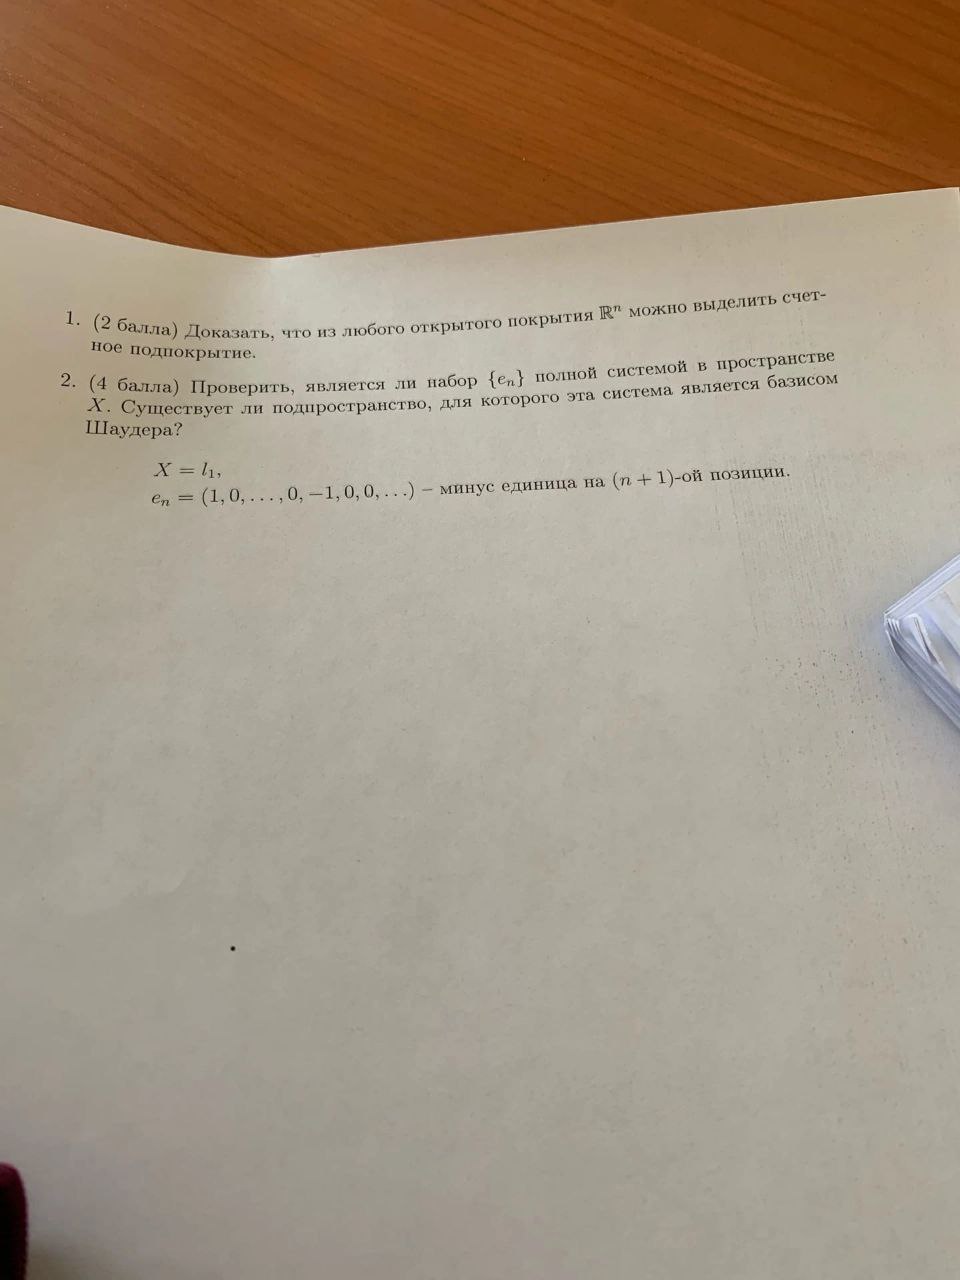 1. (2 балла) Доказать, что из любого открытого покрытия ℝⁿ можно выделить счет-
ное подпокрытие.
2. (4 балла) Проверить, является ли набор {eₙ} полной системой в пространстве
X. Существует ли подпространство, для которого эта система является базисом
Шаудера?
X = l₁,
eₙ = (1, 0, . . . , 0, −1, 0, 0, . . .) – минус единица на (n + 1)-ой позиции.